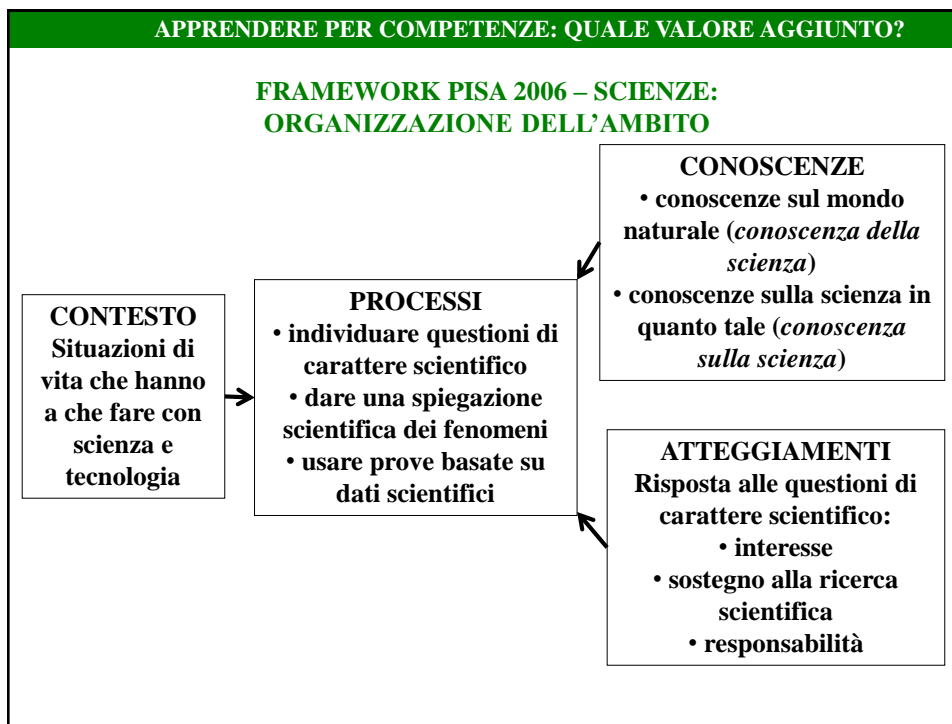 APPRENDERE PER COMPETENZE: QUALE VALORE AGGIUNTO?
FRAMEWORK PISA 2006 – SCIENZE:
ORGANIZZAZIONE DELL’AMBITO
CONTESTO
Situazioni di
vita che hanno
a che fare con
scienza e
tecnologia
PROCESSI
• individuare questioni di
carattere scientifico
• dare una spiegazione
scientifica dei fenomeni
• usare prove basate su
dati scientifici
CONOSCENZE
• conoscenze sul mondo
naturale (conoscenza della
scienza)
• conoscenze sulla scienza in
quanto tale (conoscenza
sulla scienza)
ATTEGGIAMENTI
Risposta alle questioni di
carattere scientifico:
• interesse
• sostegno alla ricerca
scientifica
• responsabilità